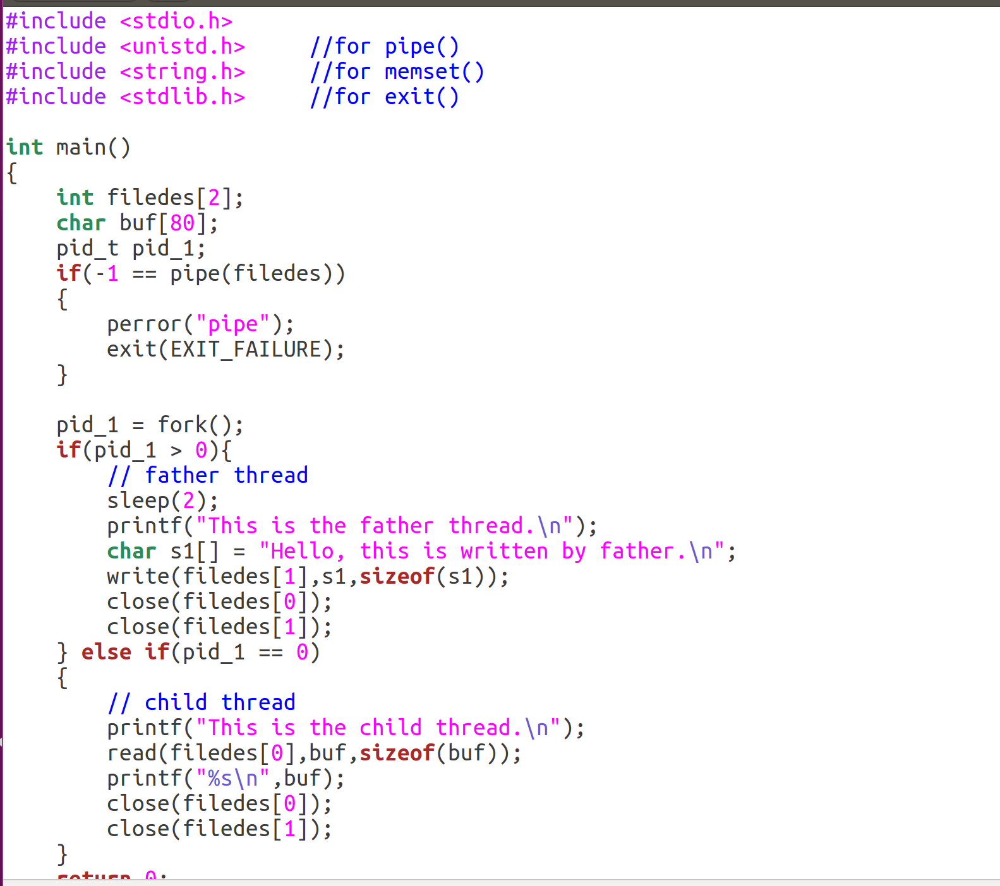 #include <stdio.h>
#include <unistd.h>     //for pipe()
#include <string.h>     //for memset()
#include <stdlib.h>     //for exit()

int main()
{
    int filedes[2];
    char buf[80];
    pid_t pid_1;
    if(-1 == pipe(filedes))
    {
        perror("pipe");
        exit(EXIT_FAILURE);
    }

    pid_1 = fork();
    if(pid_1 > 0){
        // father thread
        sleep(2);
        printf("This is the father thread.\n");
        char s1[] = "Hello, this is written by father.\n";
        write(filedes[1],s1,sizeof(s1));
        close(filedes[0]);
        close(filedes[1]);
    } else if(pid_1 == 0)
    {
        // child thread
        printf("This is the child thread.\n");
        read(filedes[0],buf,sizeof(buf));
        printf("%s\n",buf);
        close(filedes[0]);
        close(filedes[1]);
    }
    return 0;